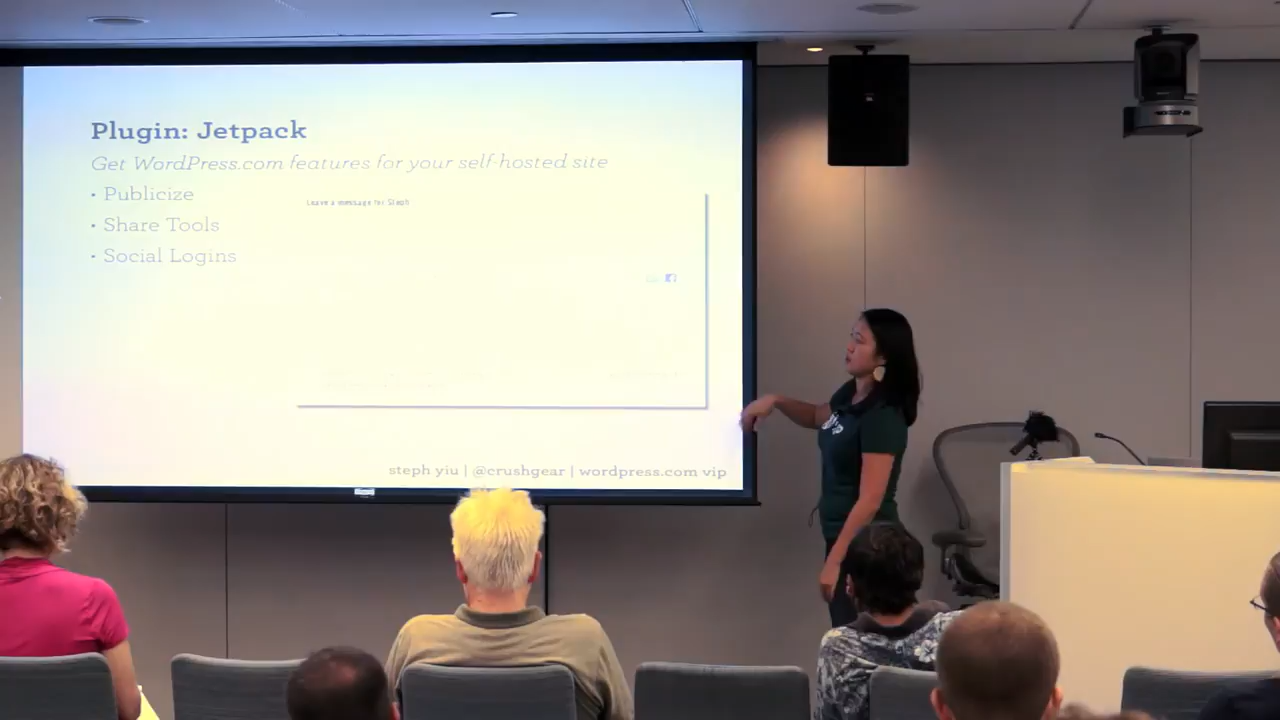 Plugin: Jetpack
Get WordPress.com features for your self-hosted site
• Publicize
• Share Tools
• Social Logins
Leave a message for Steph
steph yiu | @crushgear | wordpress.com vip